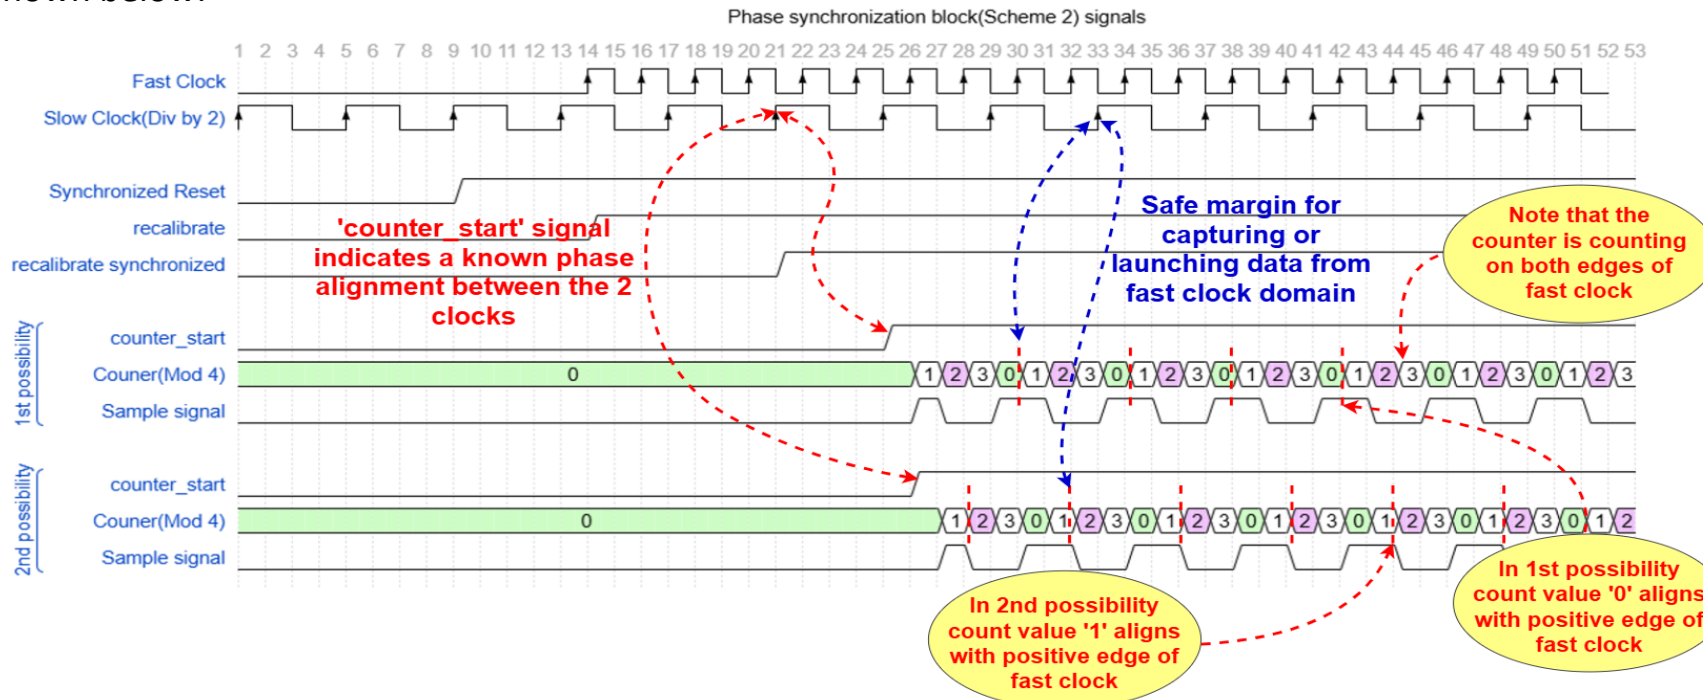 Phase synchronization block(Scheme 2) signals
1 2 3 4 5 6 7 8 9 10 11 12 13 14 15 16 17 18 19 20 21 22 23 24 25 26 27 28 29 30 31 32 33 34 35 36 37 38 39 40 41 42 43 44 45 46 47 48 49 50 51 52 53
Fast Clock
Slow Clock(Div by 2)
Synchronized Reset
recalibrate
recalibrate synchronized
'counter_start' signal
indicates a known phase
alignment between the 2
clocks
Safe margin for
capturing or
launching data from
fast clock domain
Note that the
counter is counting
on both edges of
fast clock
1st possibility
counter_start
Couner(Mod 4)
0 1 2 3 0 1 2 3 0 1 2 3 0 1 2 3 0 1 2 3 0 1 2 3 0 1 2 3
Sample signal
2nd possibility
counter_start
Couner(Mod 4)
0 1 2 3 0 1 2 3 0 1 2 3 0 1 2 3 0 1 2 3 0 1 2 3 0 1 2
Sample signal
In 2nd possibility
count value '1' aligns
with positive edge of
fast clock
In 1st possibility
count value '0' aligns
with positive edge of
fast clock